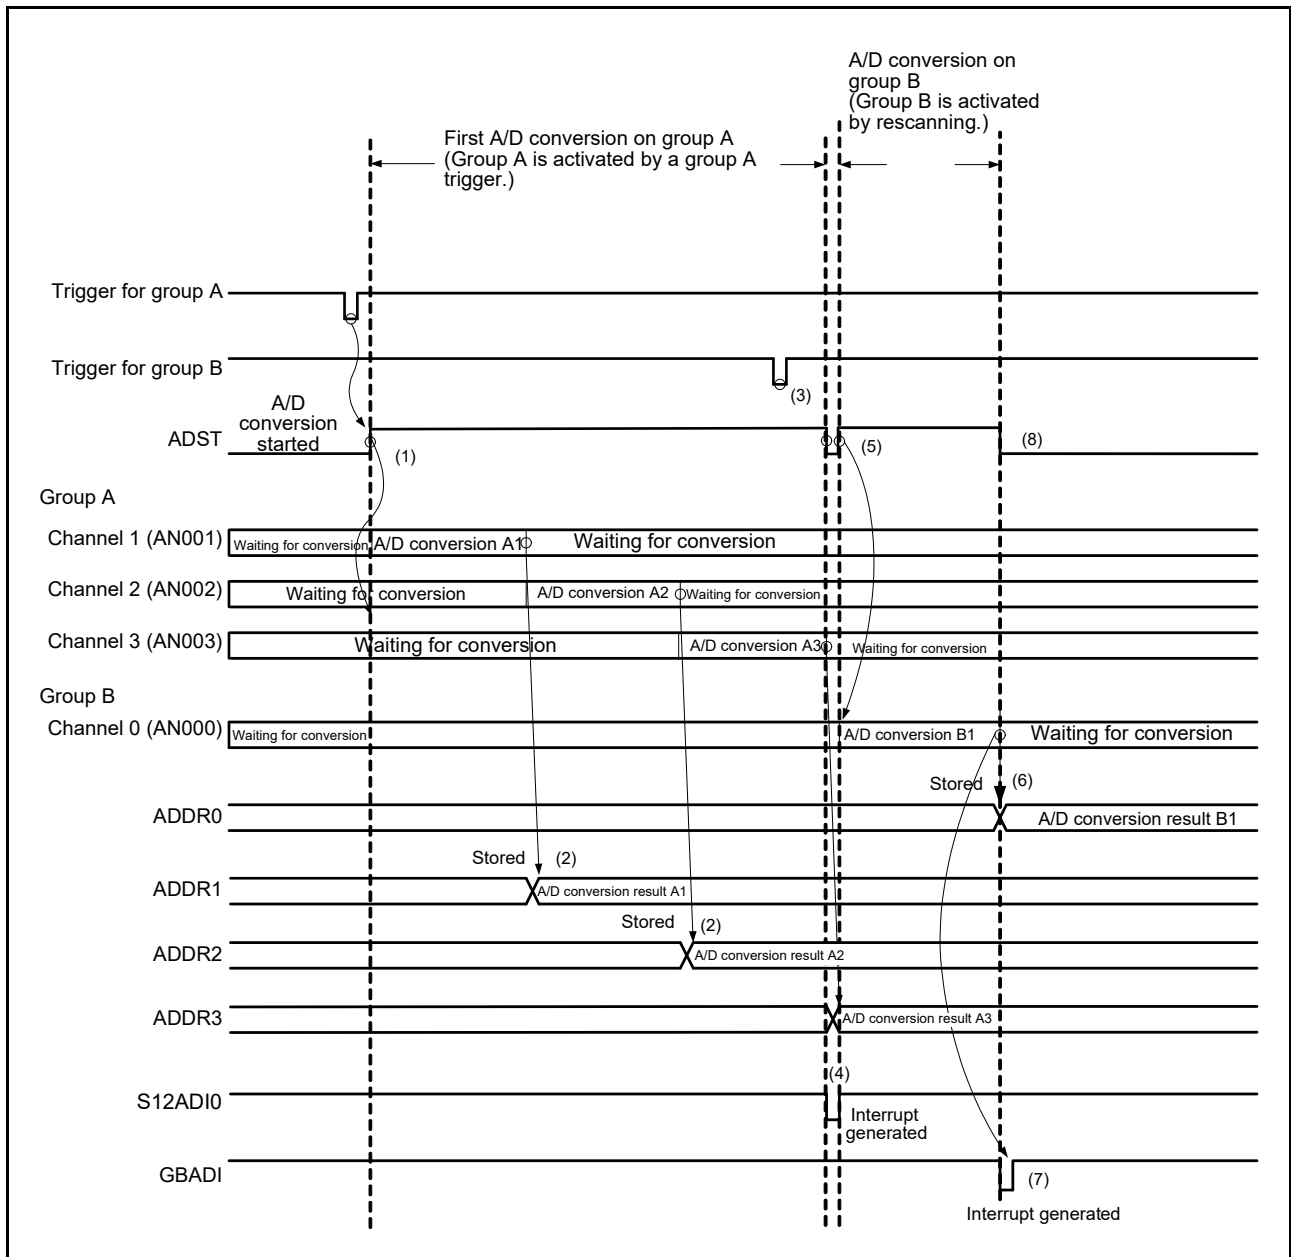 A/D conversion on
group B
(Group B is activated
by rescanning.)
First A/D conversion on group A
(Group A is activated by a group A
trigger.)
Trigger for group A
Trigger for group B
(3)
A/D
conversion
started
ADST
(1)
(5)
(8)
Group A
Channel 1 (AN001)
Waiting for conversion
A/D conversion A1
Waiting for conversion
Channel 2 (AN002)
Waiting for conversion
A/D conversion A2
Waiting for conversion
Channel 3 (AN003)
Waiting for conversion
A/D conversion A3
Waiting for conversion
Group B
Channel 0 (AN000)
Waiting for conversion
A/D conversion B1
Waiting for conversion
Stored
(6)
ADDR0
A/D conversion result B1
Stored
(2)
ADDR1
A/D conversion result A1
Stored
(2)
ADDR2
A/D conversion result A2
ADDR3
A/D conversion result A3
(4)
S12ADI0
Interrupt
generated
GBADI
(7)
Interrupt generated